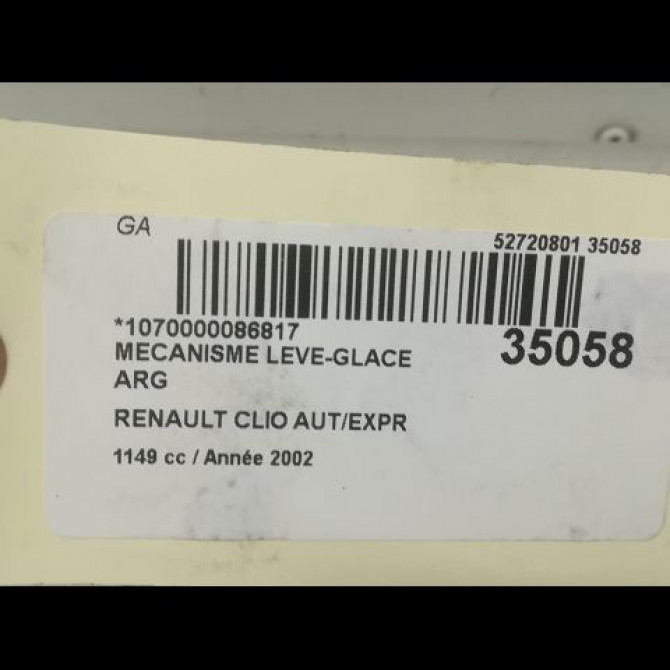 GA
52720801 35058
*1070000086817
35058
MECANISME LEVE-GLACE
ARG
RENAULT CLIO AUT/EXPR
1149 cc / Année 2002